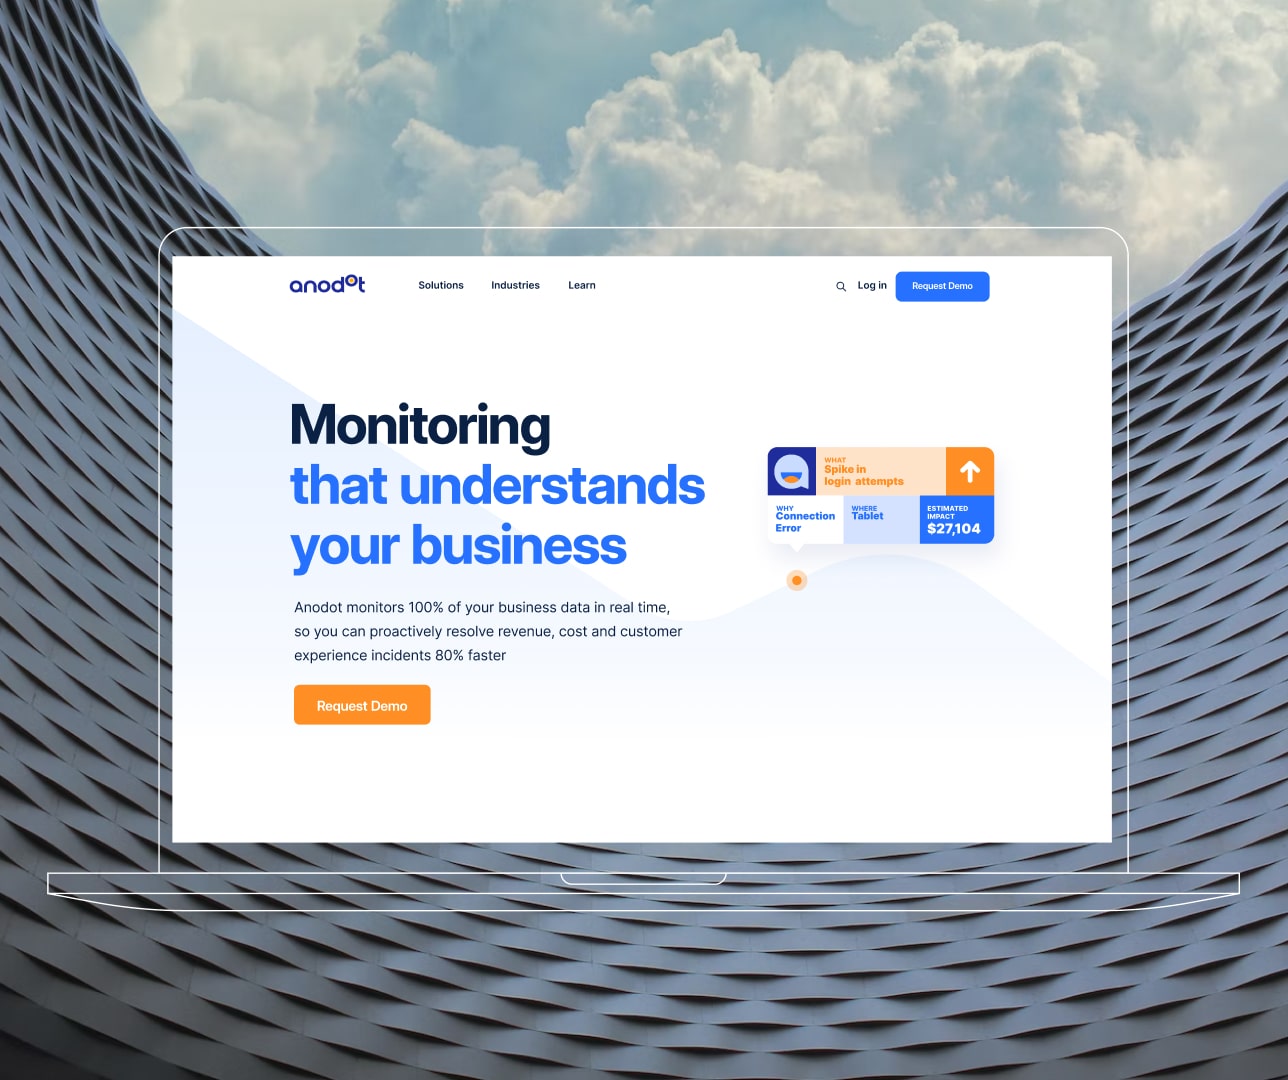 anodot
Solutions Industries Learn
Log in Request Demo
Monitoring
that understands
your business
Anodot monitors 100% of your business data in real time,
so you can proactively resolve revenue, cost and customer
experience incidents 80% faster
Request Demo
WHAT
Spike in
login attempts
WHY
Connection
Error
WHERE
Tablet
ESTIMATED
IMPACT
$27,104